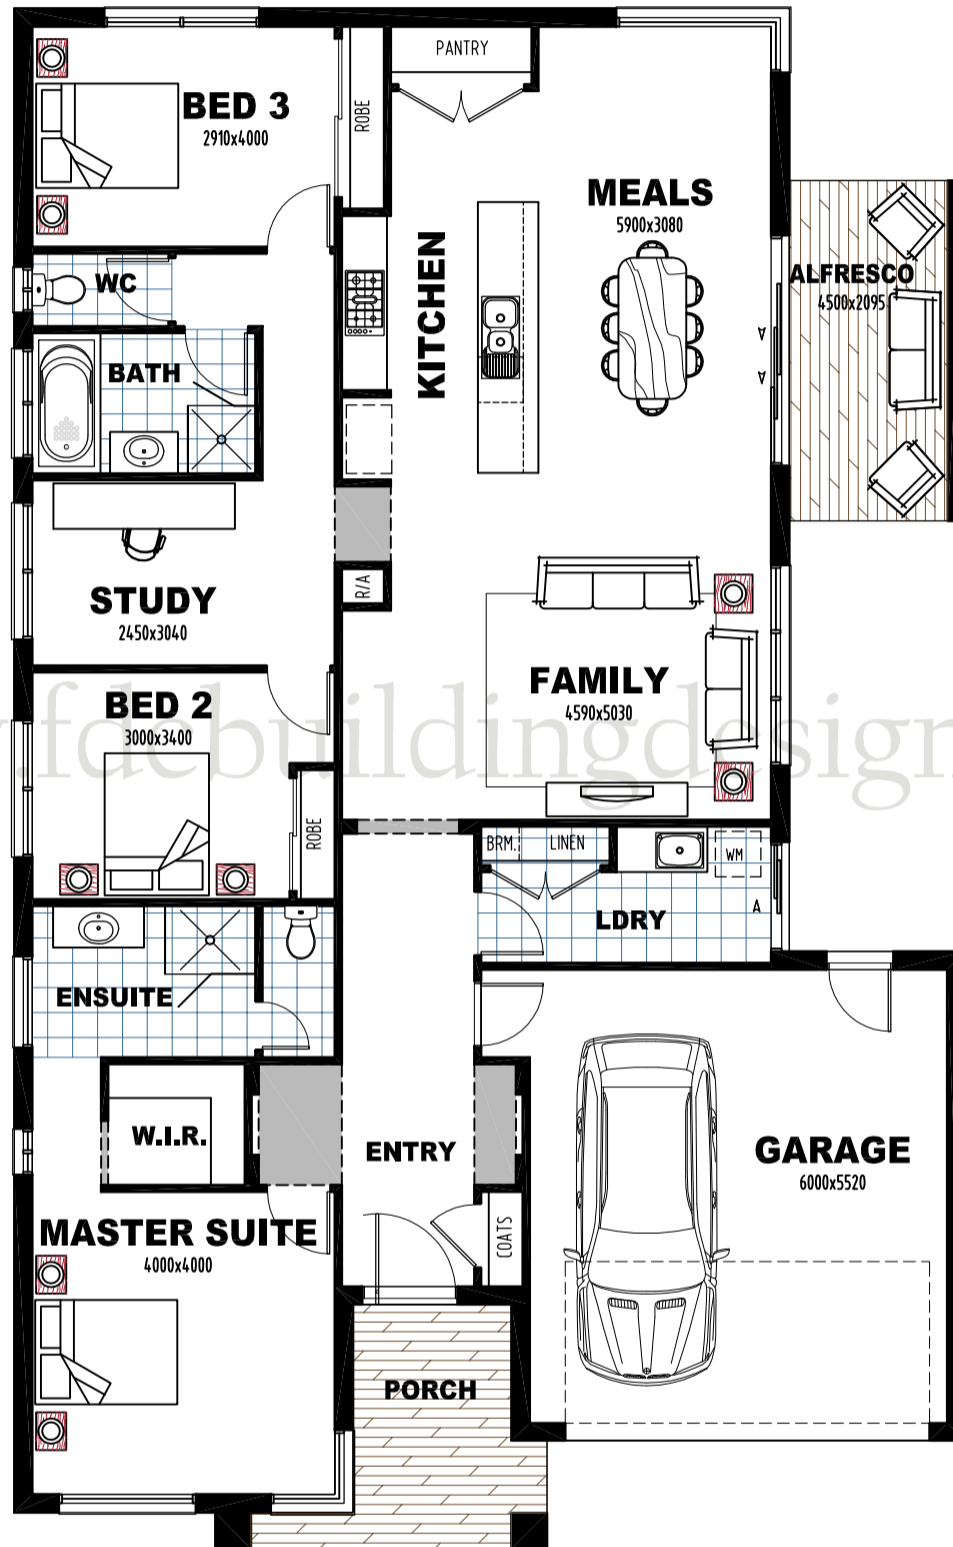 PANTRY
BED 3
2910x4000
ROBE
MEALS
5900x3080
KITCHEN
WC
ALFRESCO
4500x2095
BATH
STUDY
2450x3040
R/A
FAMILY
4590x5030
BED 2
3000x3400
.fdcbuildingdesign
ROBE
BRM.
LINEN
WM
A
A
A
LDRY
ENSUITE
W.I.R.
ENTRY
GARAGE
6000x5520
COATS
MASTER SUITE
4000x4000
PORCH